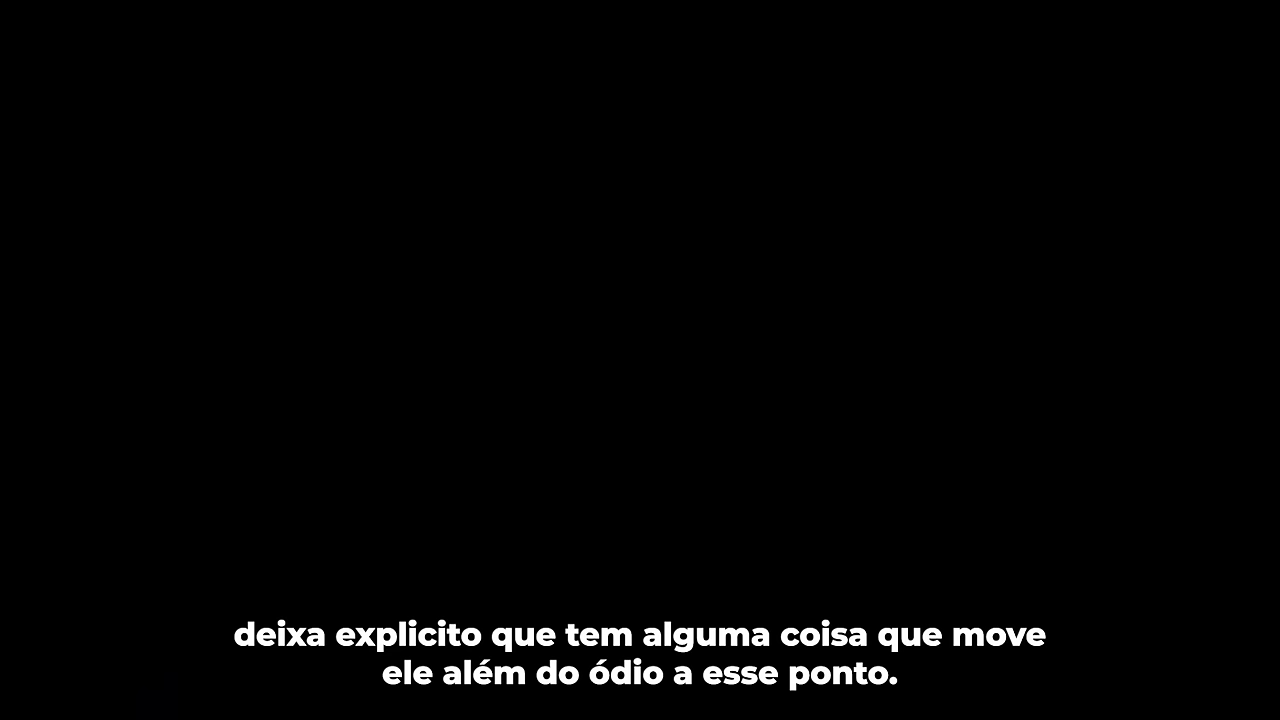 deixa explicito que tem alguma coisa que move
ele além do ódio a esse ponto.